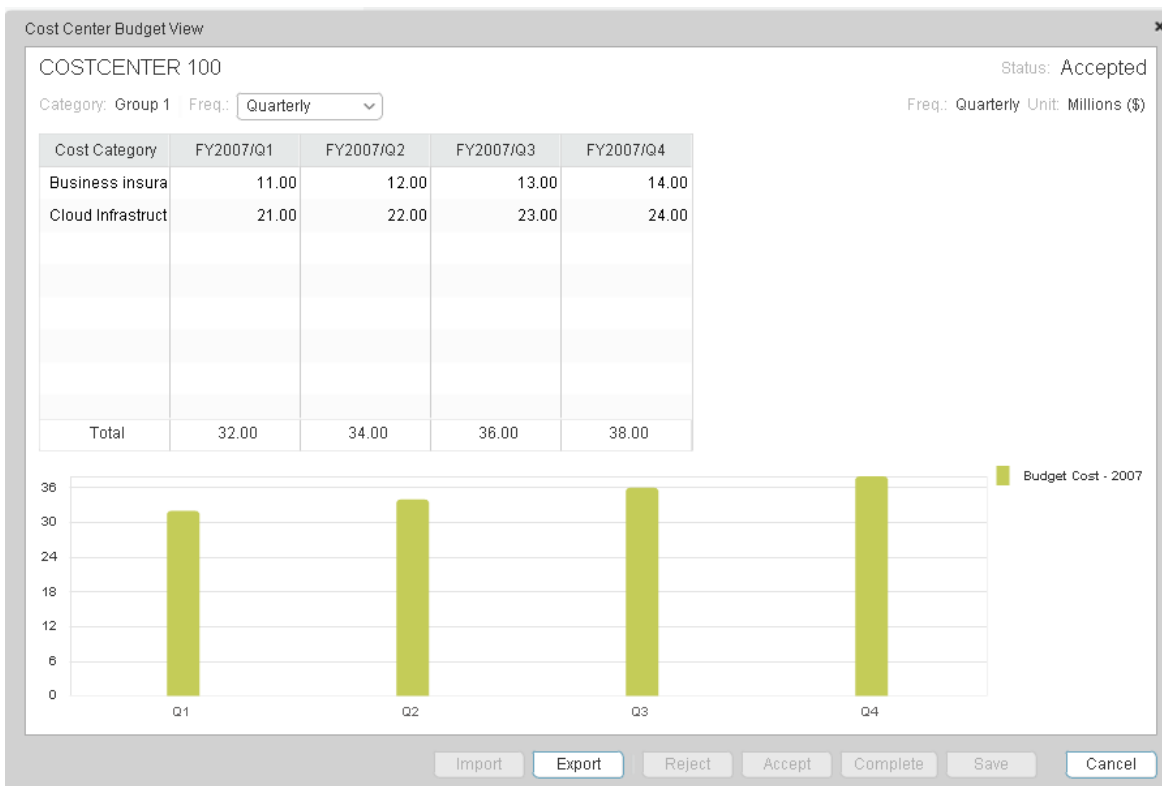 Cost Center Budget View
COSTCENTER 100 Status: Accepted
Category: Group 1 Freq.: Quarterly Freq.: Quarterly Unit: Millions ($)
Cost Category FY2007/Q1 FY2007/Q2 FY2007/Q3 FY2007/Q4
Business insura 11.00 12.00 13.00 14.00
Cloud Infrastruct 21.00 22.00 23.00 24.00
Total 32.00 34.00 36.00 38.00
Budget Cost - 2007
36
30
24
18
12
6
0
Q1 Q2 Q3 Q4
Import Export Reject Accept Complete Save Cancel